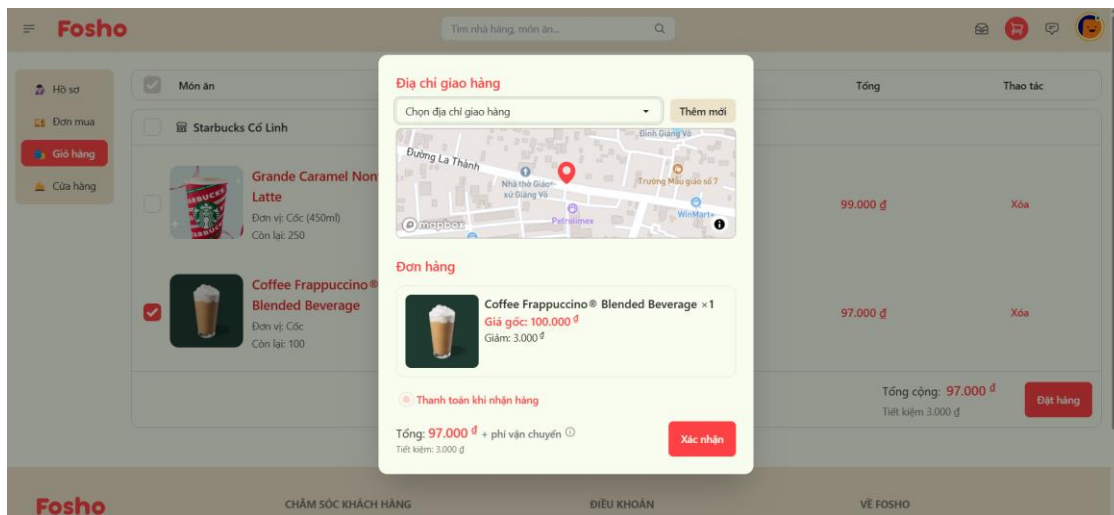 Fosho
Tìm nhà hàng, món ăn...
Hồ sơ
Đơn mua
Giỏ hàng
Cửa hàng
Món ăn
Tổng
Thao tác
Starbucks Cổ Linh
Grande Caramel Non
Latte
Đơn vị: Cốc (450ml)
Còn lại: 250
99.000 ₫
Xóa
Coffee Frappuccino®
Blended Beverage
Đơn vị: Cốc
Còn lại: 100
97.000 ₫
Xóa
Tổng cộng: 97.000 ₫
Tiết kiệm 3.000 ₫
Đặt hàng
Địa chỉ giao hàng
Chọn địa chỉ giao hàng
Thêm mới
Đình Giảng Võ
Đường La Thành
Nhà thờ Giáo
xứ Giảng Võ
Trường Mẫu giáo số 7
Petrolimex
WinMart+
mapbox
Đơn hàng
Coffee Frappuccino® Blended Beverage ×1
Giá gốc: 100.000 ₫
Giảm: 3.000 ₫
Thanh toán khi nhận hàng
Tổng: 97.000 ₫ + phí vận chuyển
Tiết kiệm: 3.000 ₫
Xác nhận
Fosho
CHĂM SÓC KHÁCH HÀNG
ĐIỀU KHOẢN
VỀ FOSHO